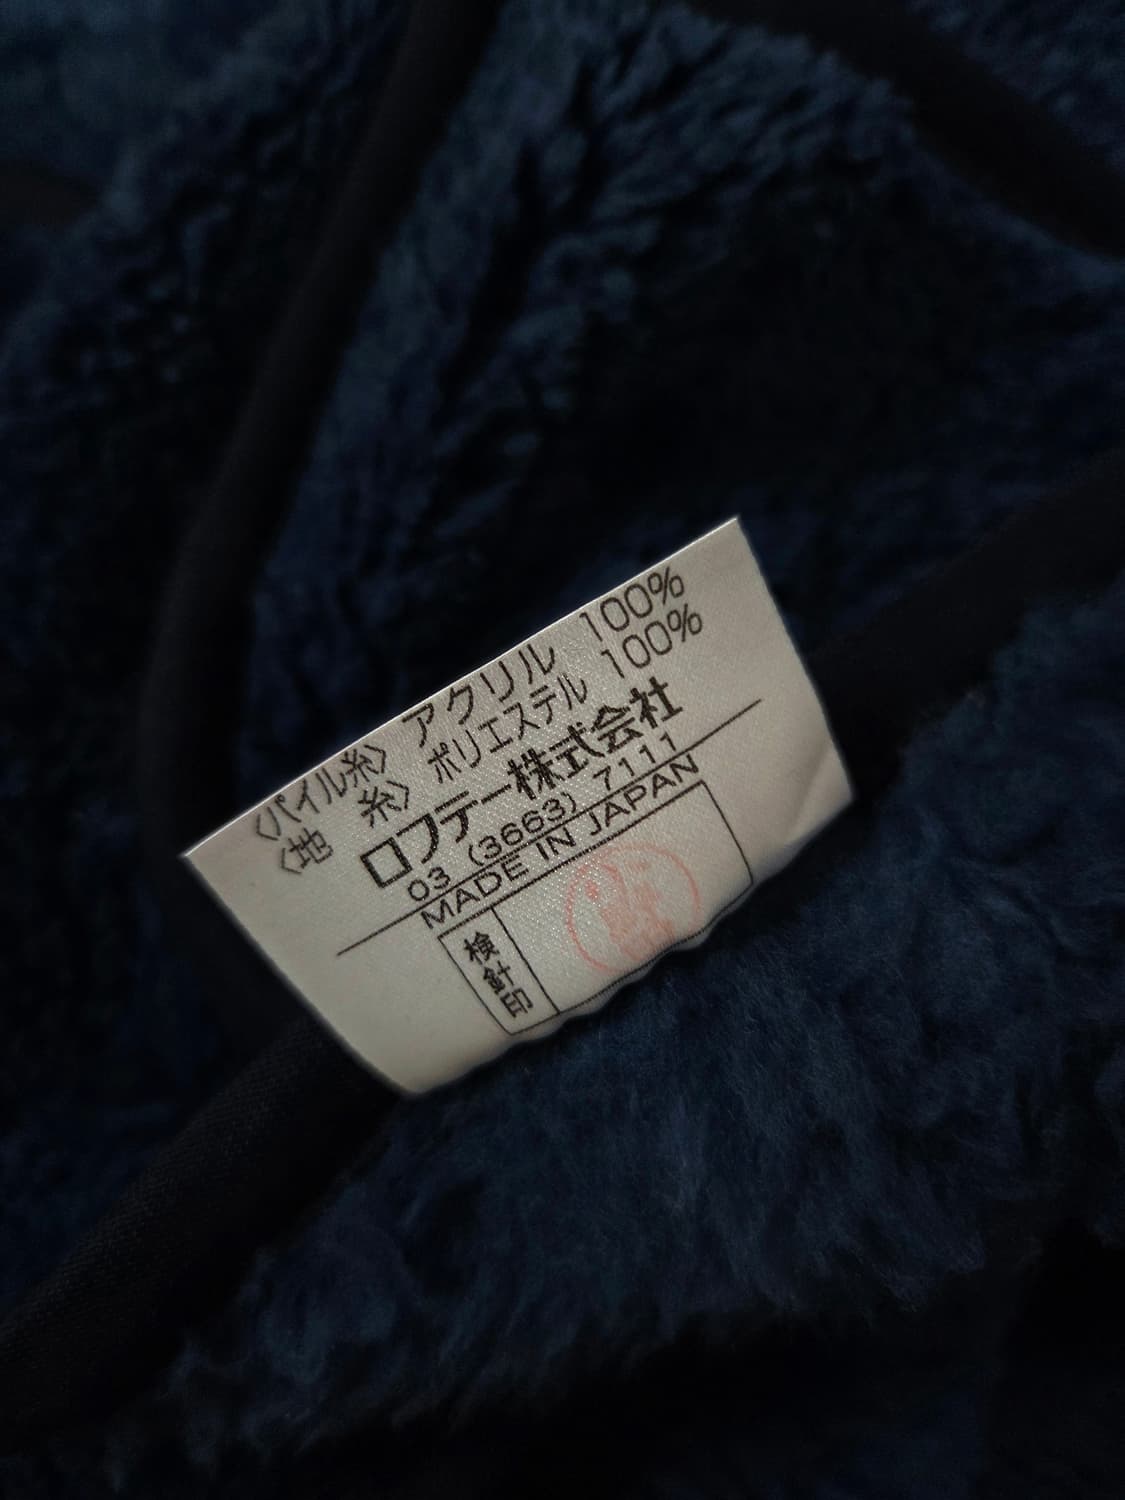 〈パイル糸〉 アクリル 100%
〈地 糸〉 ポリエステル 100%
ロフテー株式会社
03 (3663) 7111
MADE IN JAPAN
検針印